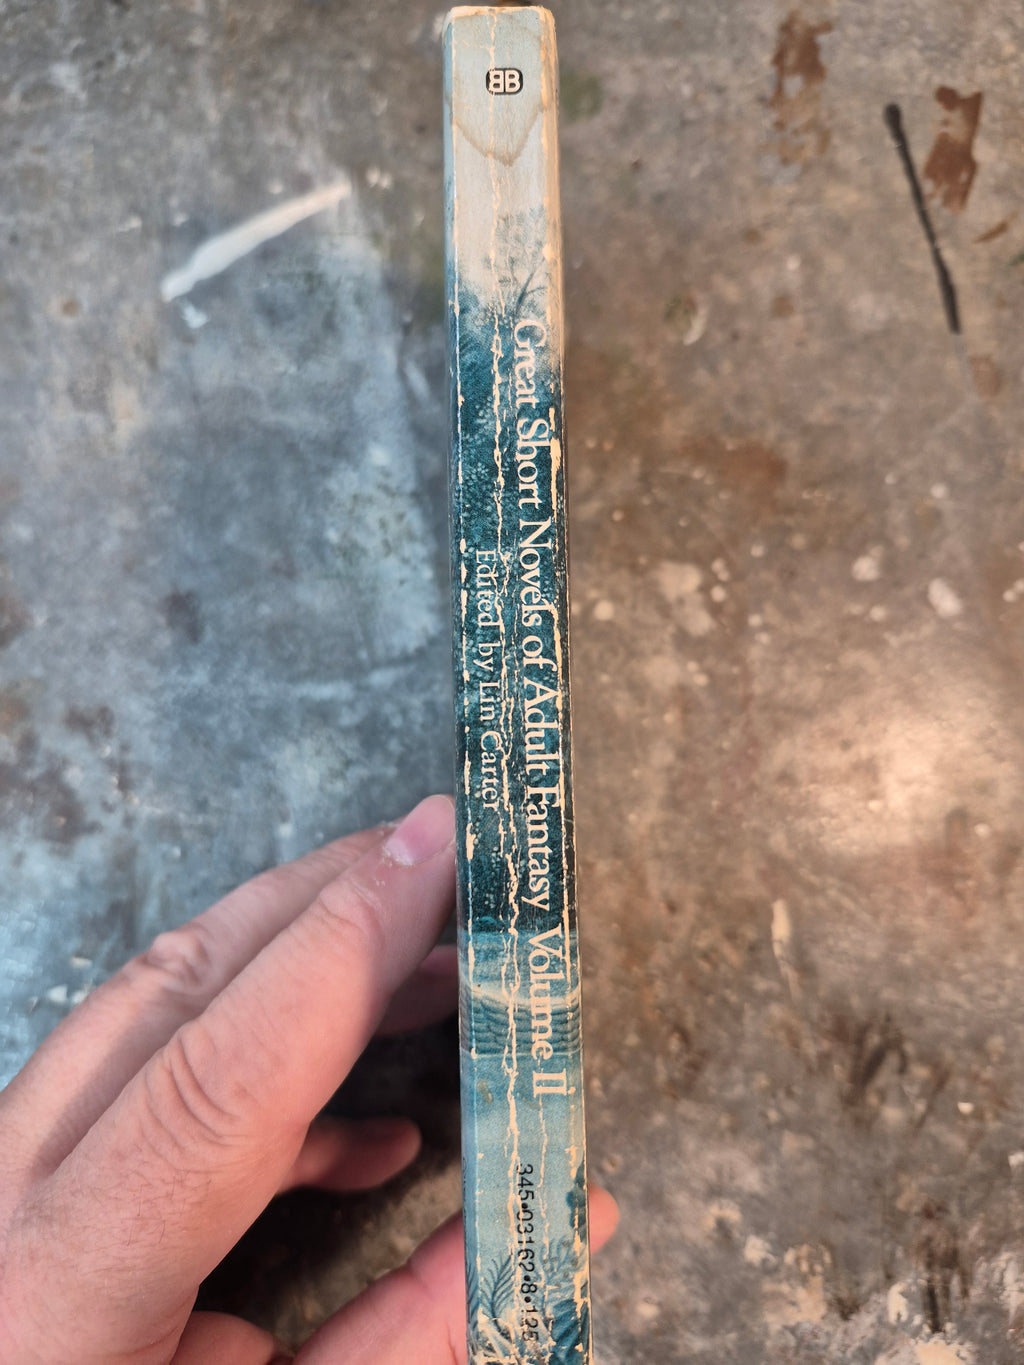 BB
Great Short Novels of Adult Fantasy Volume II
Edited by Lin Carter
345•03162•8•125